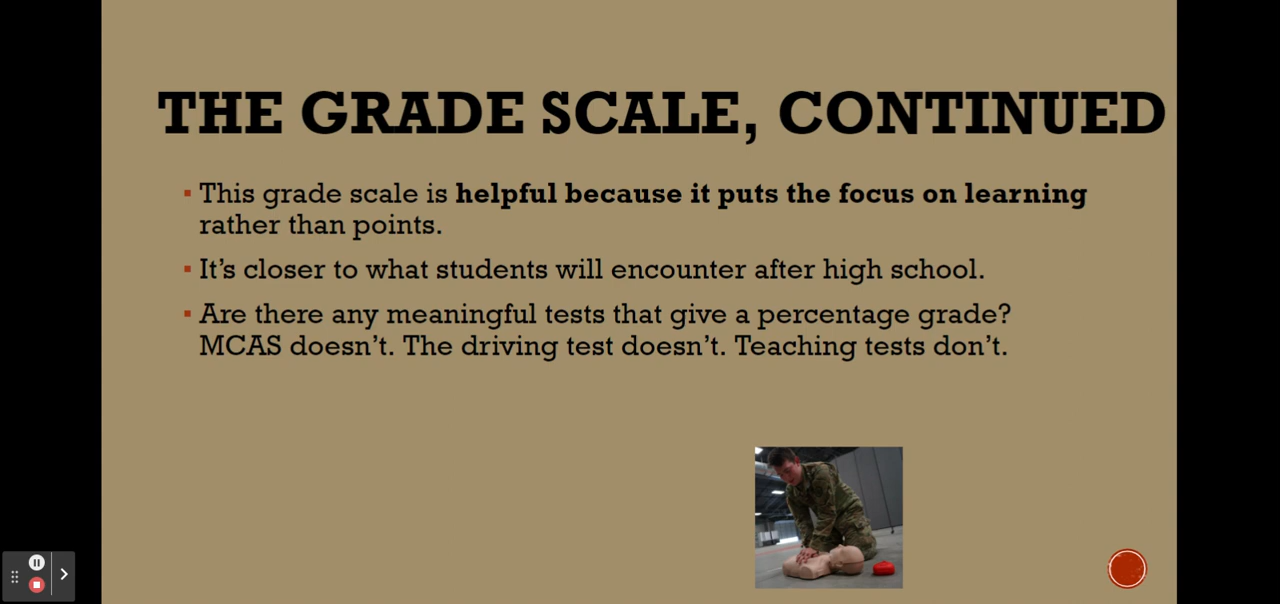 THE GRADE SCALE, CONTINUED
This grade scale is helpful because it puts the focus on learning
rather than points.
It’s closer to what students will encounter after high school.
Are there any meaningful tests that give a percentage grade?
MCAS doesn’t. The driving test doesn’t. Teaching tests don’t.